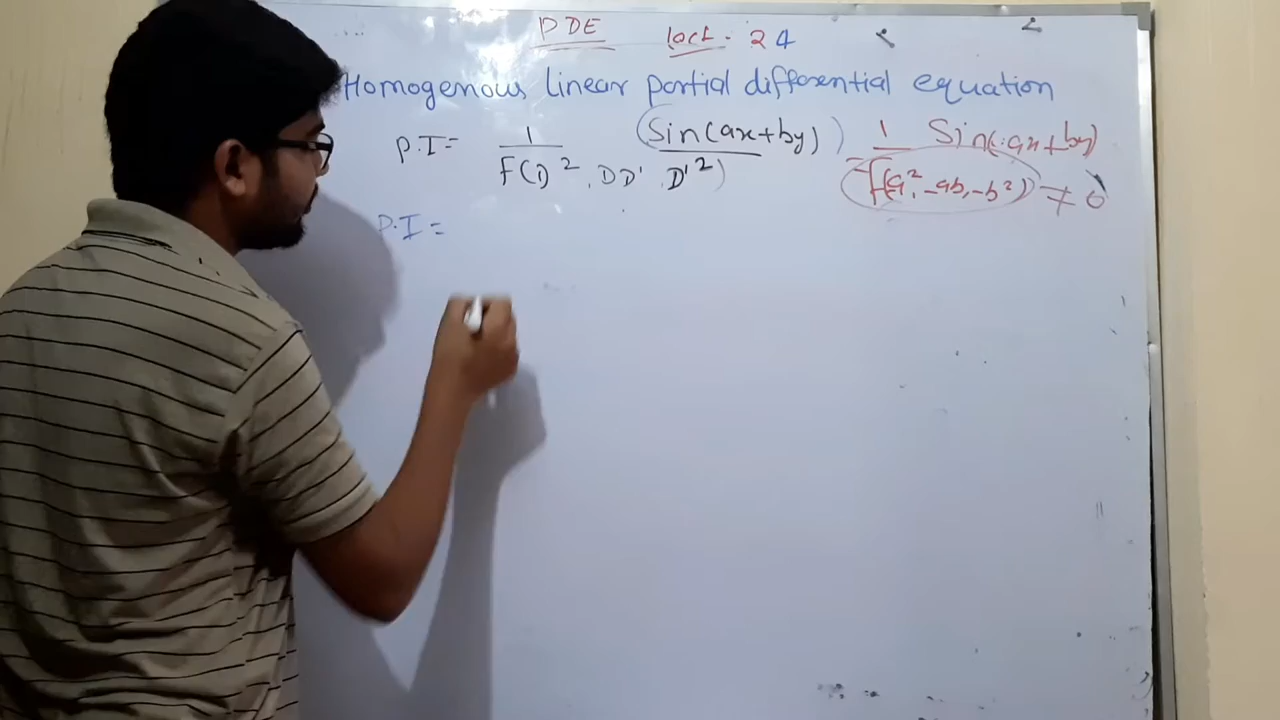 PDE lect - 24
Homogenous linear partial differential equation
P.I = 1 / F(D², DD', D'²) Sin(ax+by) = 1 / f(-a², -ab, -b²) Sin(ax+by) ≠ 0
P.I =